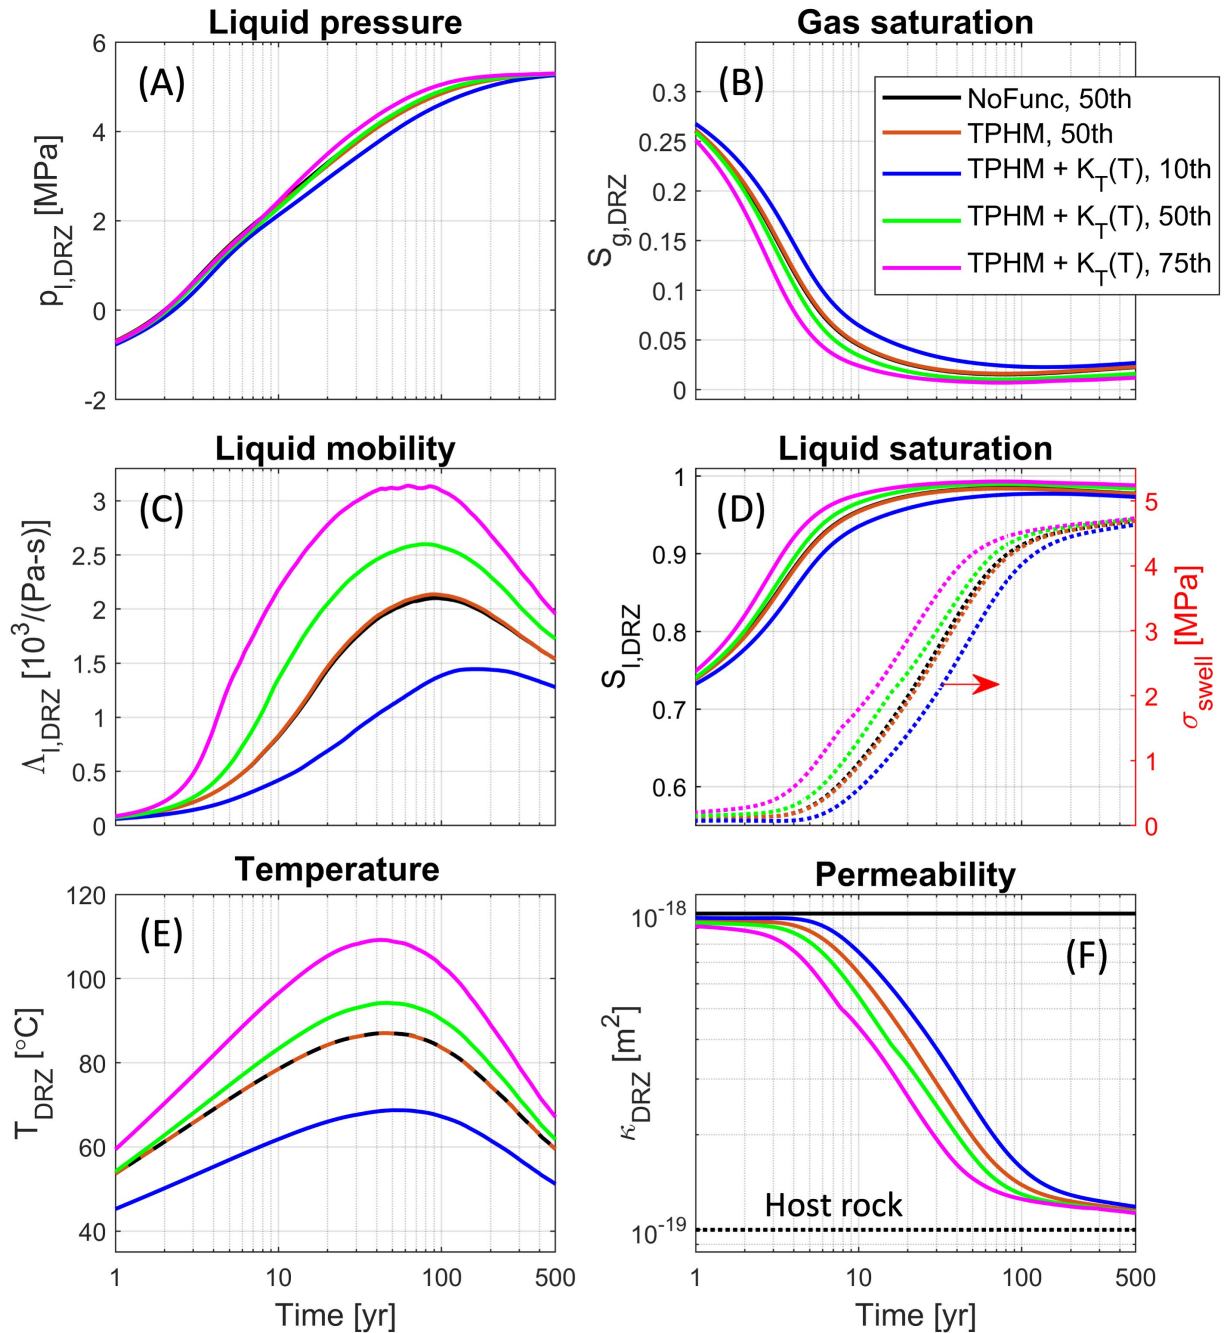 Liquid pressure
(A)
6
4
2
0
-2
p_l,DRZ [MPa]
Gas saturation
(B)
0.3
0.25
0.2
0.15
0.1
0.05
0
S_g,DRZ
NoFunc, 50th
TPHM, 50th
TPHM + K_T(T), 10th
TPHM + K_T(T), 50th
TPHM + K_T(T), 75th
Liquid mobility
(C)
3
2.5
2
1.5
1
0.5
0
Λ_l,DRZ [10^3/(Pa-s)]
Liquid saturation
(D)
1
0.9
0.8
0.7
0.6
S_l,DRZ
5
4
3
2
1
0
σ_swell [MPa]
Temperature
(E)
120
100
80
60
40
T_DRZ [°C]
1
10
100
500
Time [yr]
Permeability
(F)
10^-18
10^-19
κ_DRZ [m^2]
Host rock
1
10
100
500
Time [yr]